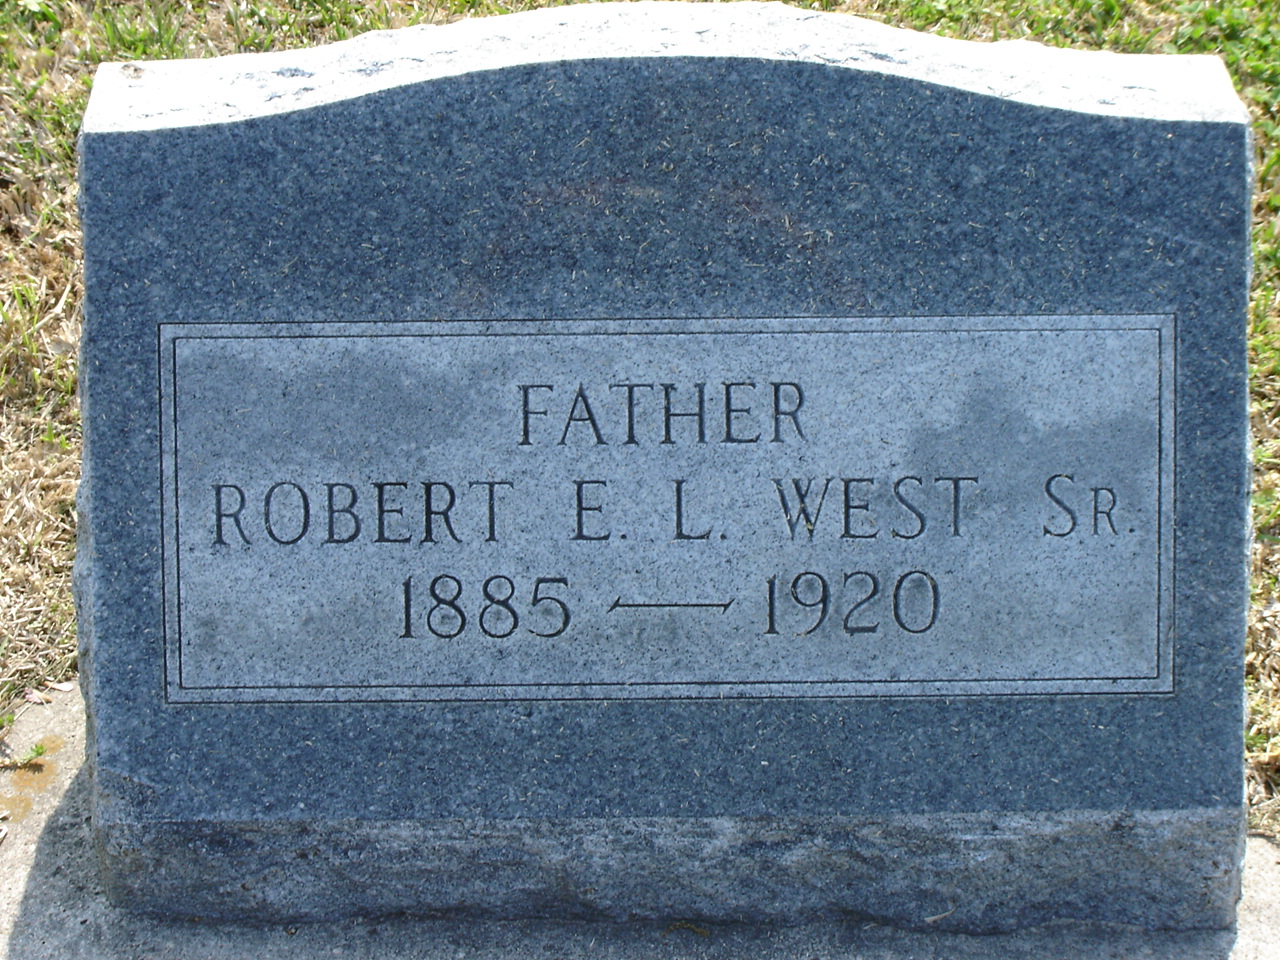 FATHER
ROBERT E. L. WEST SR.
1885 — 1920